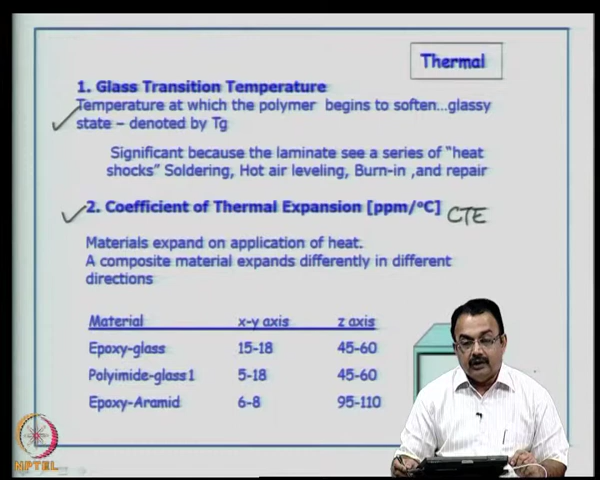 Thermal
1. Glass Transition Temperature
Temperature at which the polymer begins to soften...glassy
state – denoted by Tg
Significant because the laminate see a series of "heat
shocks" Soldering, Hot air leveling, Burn-in ,and repair
2. Coefficient of Thermal Expansion [ppm/°C] CTE
Materials expand on application of heat.
A composite material expands differently in different
directions
Material x-y axis z axis
Epoxy-glass 15-18 45-60
Polyimide-glass1 5-18 45-60
Epoxy-Aramid 6-8 95-110
NPTEL